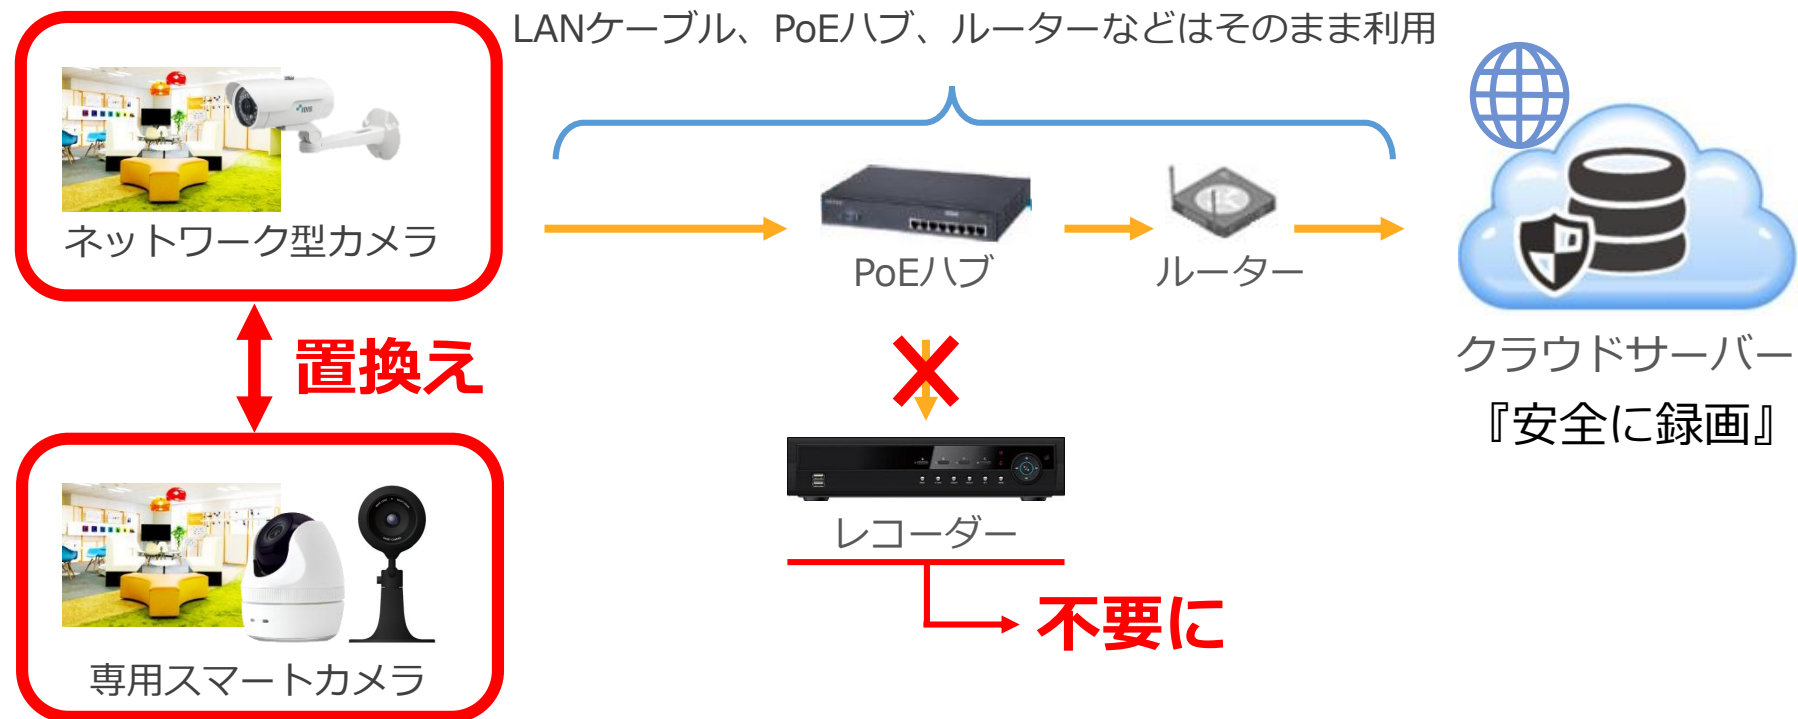 LANケーブル、PoEハブ、ルーターなどはそのまま利用
ネットワーク型カメラ
PoEハブ
ルーター
クラウドサーバー
『安全に録画』
置換え
レコーダー
不要に
専用スマートカメラ